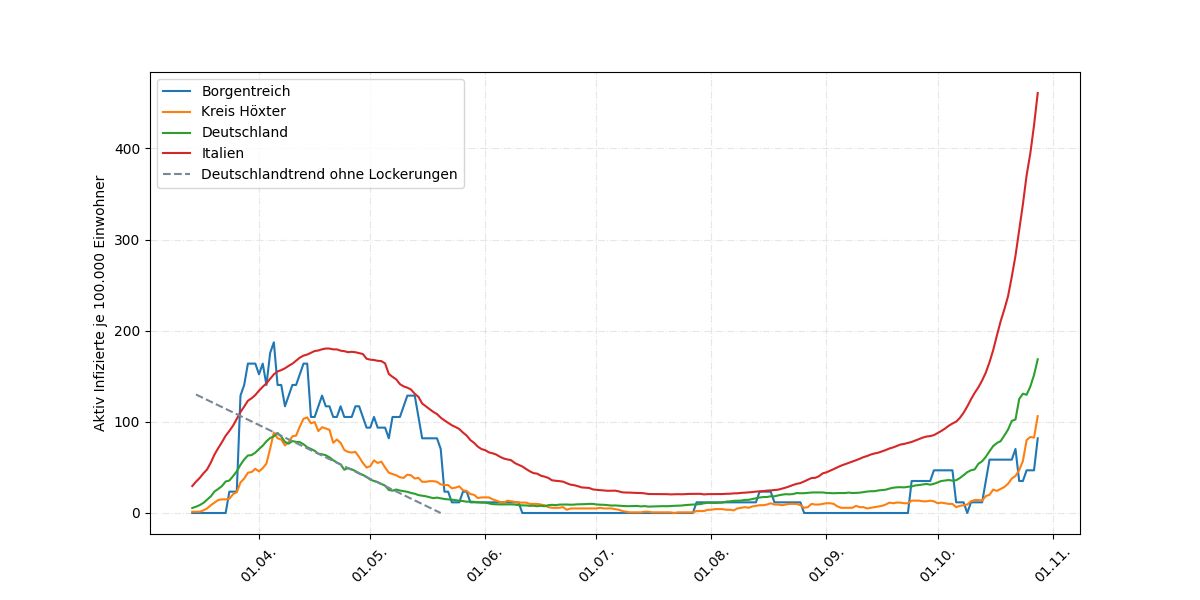 Borgentreich
Kreis Höxter
Deutschland
Italien
Deutschlandtrend ohne Lockerungen
Aktiv Infizierte je 100.000 Einwohner
400
300
200
100
0
01.04.
01.05.
01.06.
01.07.
01.08.
01.09.
01.10.
01.11.